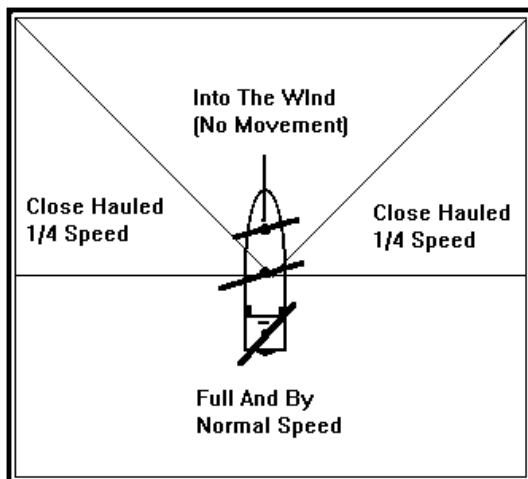 Into The WInd
(No Movement)
Close Hauled
1/4 Speed
Close Hauled
1/4 Speed
Full And By
Normal Speed